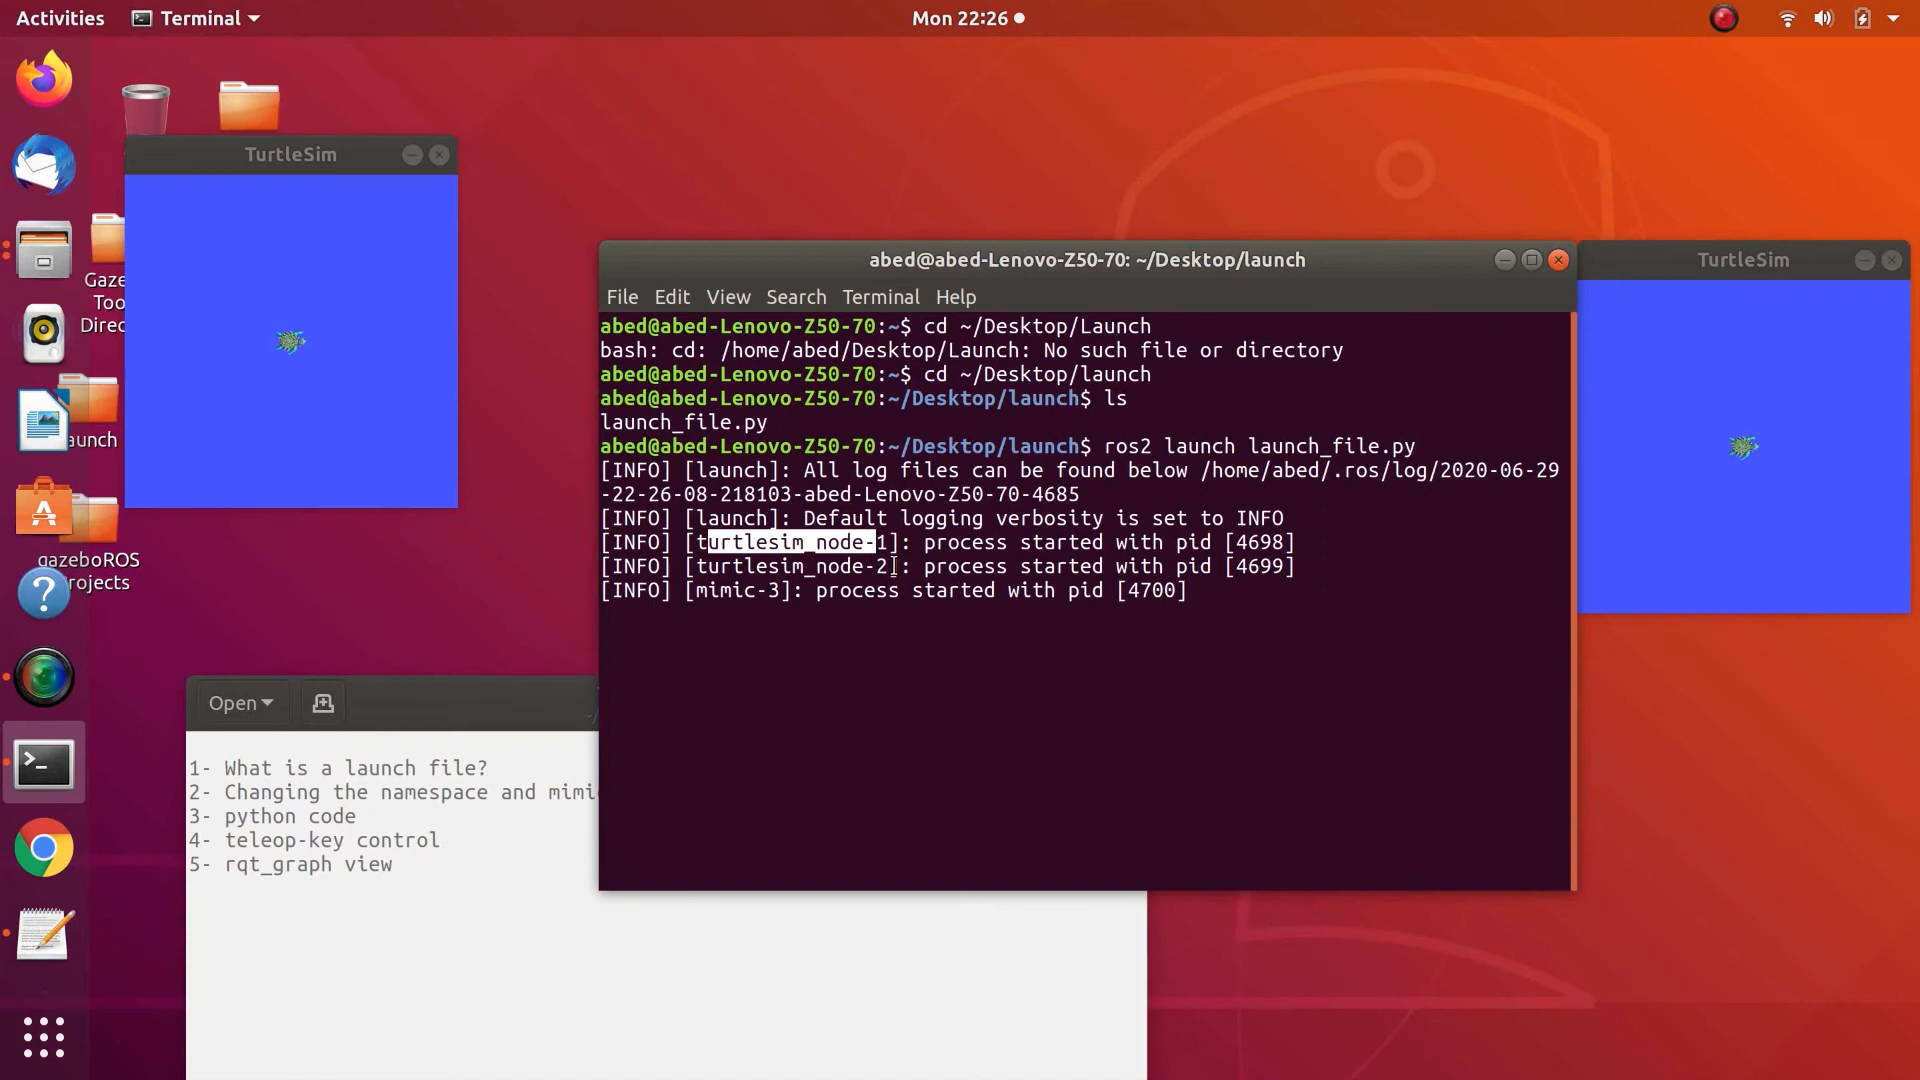 Activities
Terminal
Mon 22:26
TurtleSim
Gaze
Too
Direc
aunch
gazeboROS
rojects
abed@abed-Lenovo-Z50-70: ~/Desktop/launch
File Edit View Search Terminal Help
abed@abed-Lenovo-Z50-70:~$ cd ~/Desktop/Launch
bash: cd: /home/abed/Desktop/Launch: No such file or directory
abed@abed-Lenovo-Z50-70:~$ cd ~/Desktop/launch
abed@abed-Lenovo-Z50-70:~/Desktop/launch$ ls
launch_file.py
abed@abed-Lenovo-Z50-70:~/Desktop/launch$ ros2 launch launch_file.py
[INFO] [launch]: All log files can be found below /home/abed/.ros/log/2020-06-29
-22-26-08-218103-abed-Lenovo-Z50-70-4685
[INFO] [launch]: Default logging verbosity is set to INFO
[INFO] [turtlesim_node-1]: process started with pid [4698]
[INFO] [turtlesim_node-2]: process started with pid [4699]
[INFO] [mimic-3]: process started with pid [4700]
TurtleSim
Open
~/
1- What is a launch file?
2- Changing the namespace and mimi
3- python code
4- teleop-key control
5- rqt_graph view